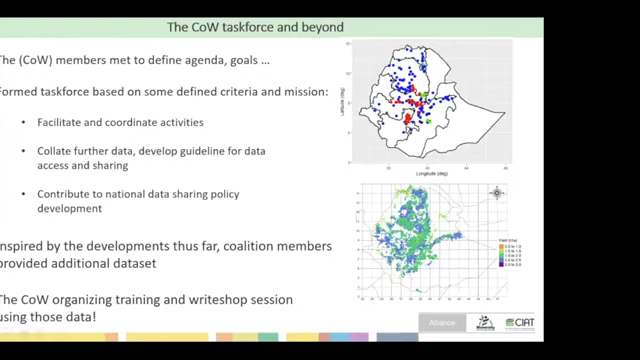 The CoW taskforce and beyond
The (CoW) members met to define agenda, goals …
Formed taskforce based on some defined criteria and mission:
• Facilitate and coordinate activities
• Collate further data, develop guideline for data
access and sharing
• Contribute to national data sharing policy
development
Inspired by the developments thus far, coalition members
provided additional dataset
The CoW organizing training and writeshop session
using those data!
Latitude (deg)
Longitude (deg)
Alliance
Bioversity
CIAT